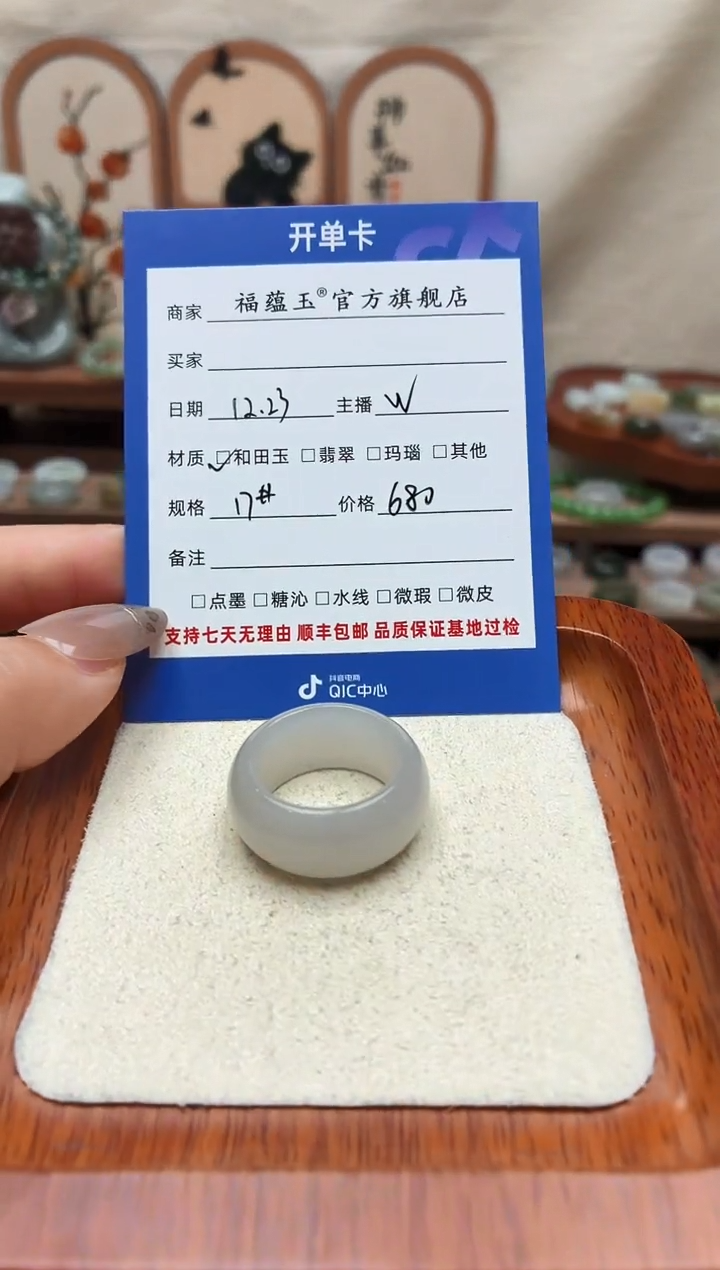 开单卡
商家 福蕴玉®官方旗舰店
买家
日期 12.23 主播 W
材质 ☑和田玉 □翡翠 □玛瑙 □其他
规格 17# 价格 680
备注
□点墨 □糖沁 □水线 □微瑕 □微皮
支持七天无理由 顺丰包邮 品质保证基地过检
抖音电商
QIC中心